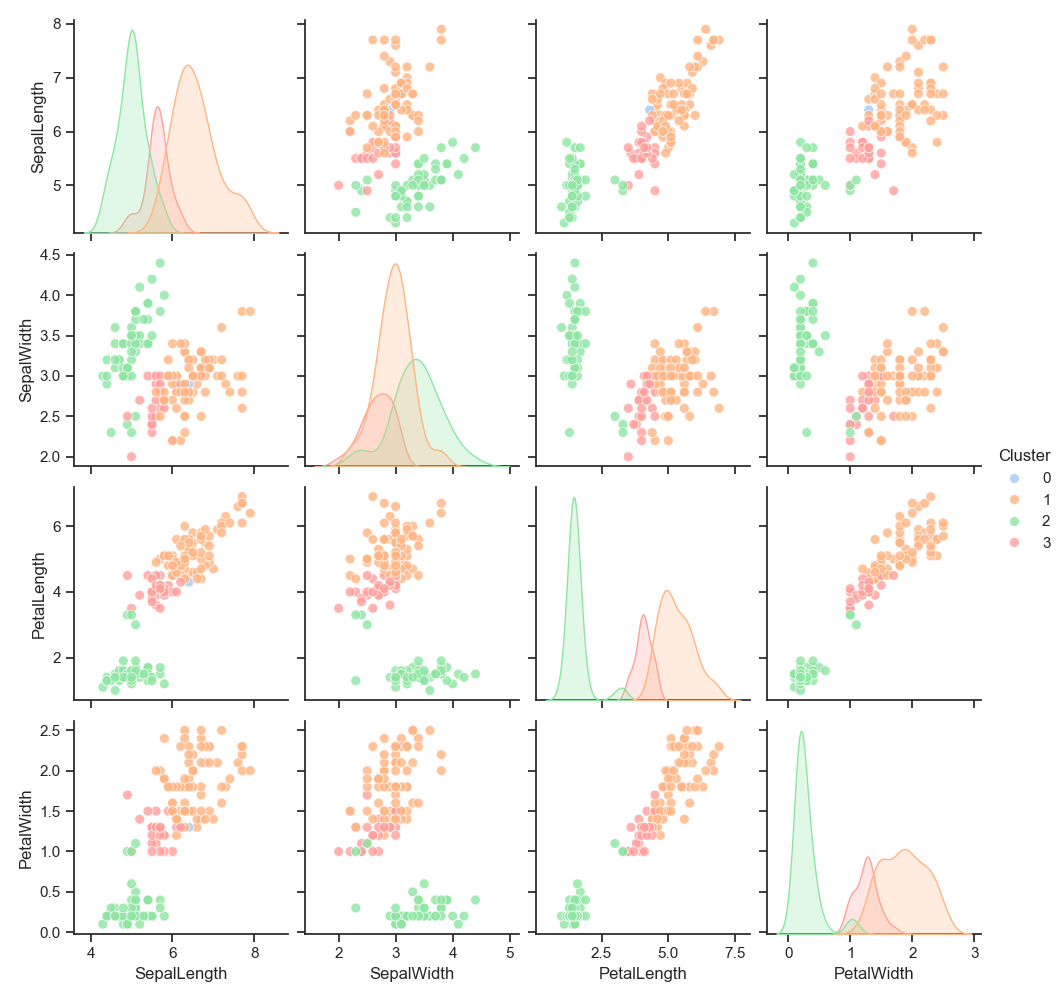 8
7
6
5
SepalLength
4.5
4.0
3.5
3.0
2.5
2.0
SepalWidth
6
4
2
PetalLength
Cluster
0
1
2
3
2.5
2.0
1.5
1.0
0.5
0.0
PetalWidth
4 6 8
SepalLength
2 3 4 5
SepalWidth
2.5 5.0 7.5
PetalLength
0 1 2 3
PetalWidth